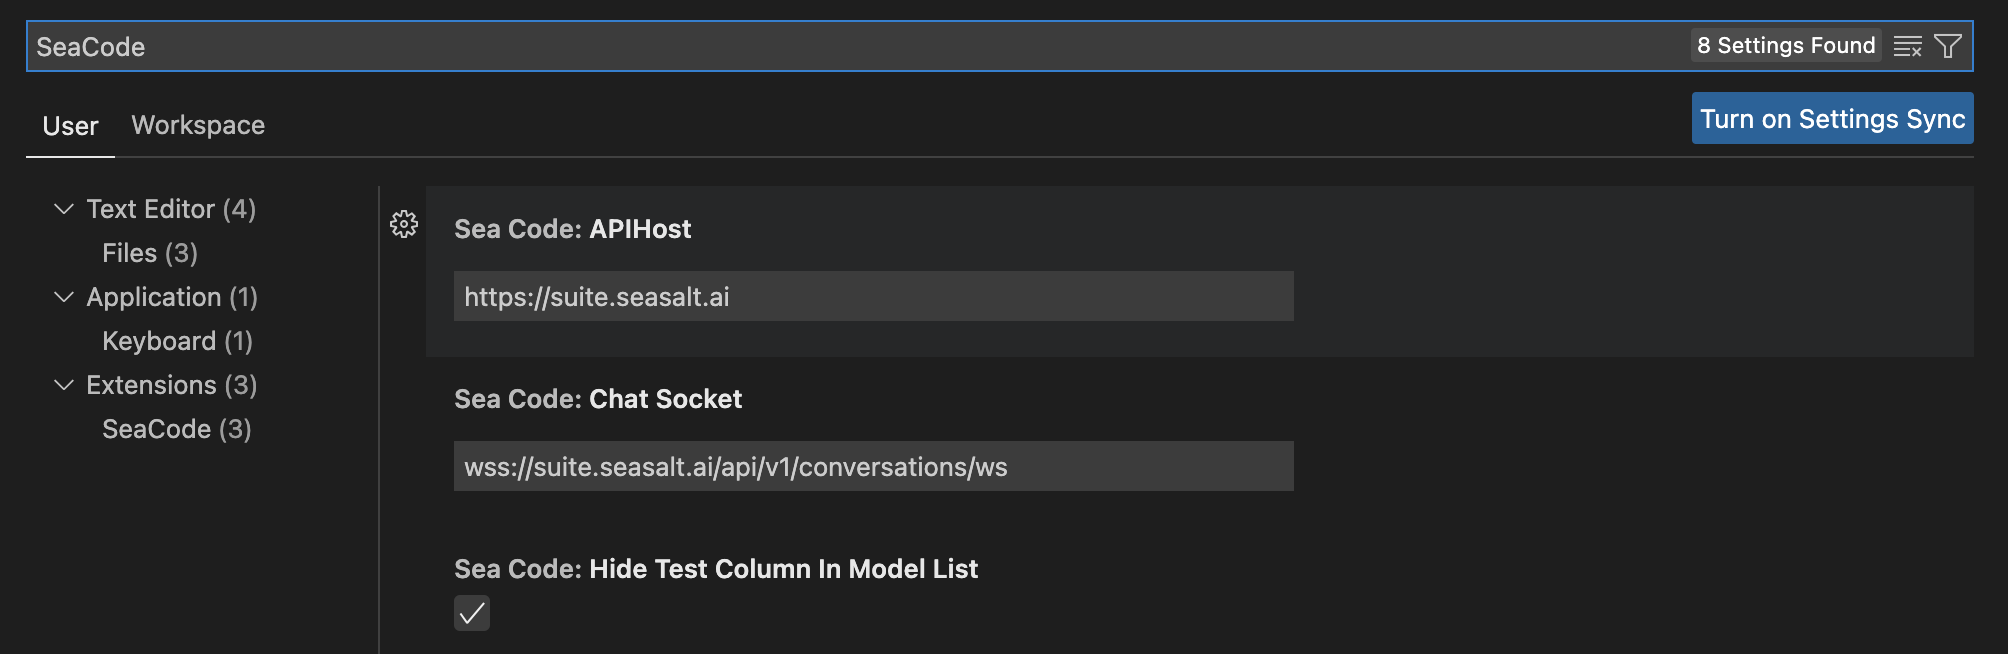 SeaCode
8 Settings Found
User
Workspace
Turn on Settings Sync
Text Editor (4)
Files (3)
Application (1)
Keyboard (1)
Extensions (3)
SeaCode (3)
Sea Code: APIHost
https://suite.seasalt.ai
Sea Code: Chat Socket
wss://suite.seasalt.ai/api/v1/conversations/ws
Sea Code: Hide Test Column In Model List